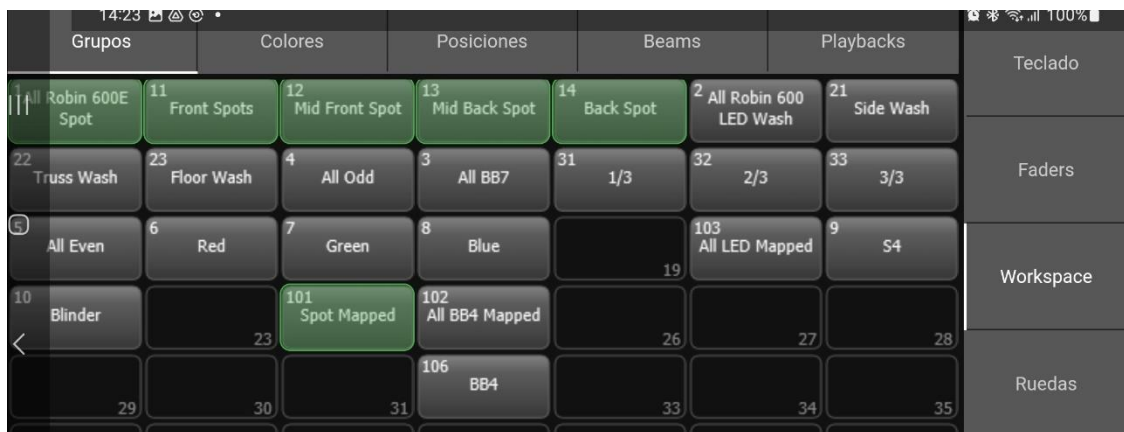 14:23 100%
Grupos Colores Posiciones Beams Playbacks
Teclado
1 All Robin 600E Spot
11 Front Spots
12 Mid Front Spot
13 Mid Back Spot
14 Back Spot
2 All Robin 600 LED Wash
21 Side Wash
22 Truss Wash
23 Floor Wash
4 All Odd
3 All BB7
31 1/3
32 2/3
33 3/3
Faders
5 All Even
6 Red
7 Green
8 Blue
19
103 All LED Mapped
9 S4
Workspace
10 Blinder
23
101 Spot Mapped
102 All BB4 Mapped
26
27
28
29
30
31
106 BB4
33
34
35
Ruedas